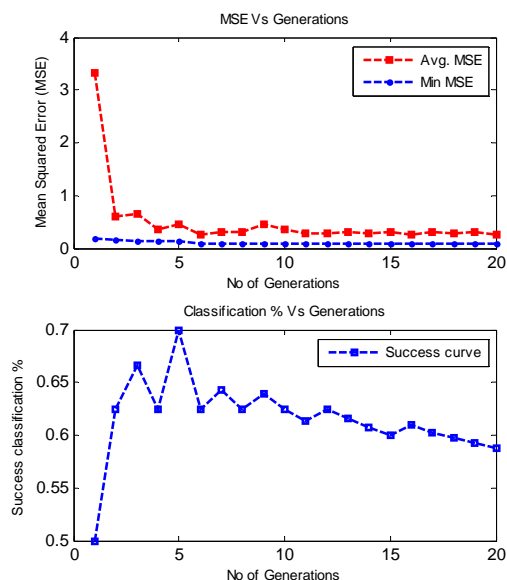 MSE Vs Generations
Mean Squared Error (MSE)
4
3
2
1
0
Avg. MSE
Min MSE
0
5
10
15
20
No of Generations
Classification % Vs Generations
Success classification %
0.7
0.65
0.6
0.55
0.5
Success curve
0
5
10
15
20
No of Generations